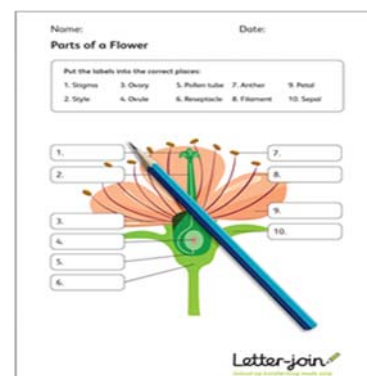 Name: Date:
Parts of a Flower
Put the labels into the correct places:
1. Stigma 3. Ovary 5. Pollen tube 7. Anther 9. Petal
2. Style 4. Ovule 6. Receptacle 8. Filament 10. Sepal
1. 7.
2. 8.
3. 9.
4. 10.
5.
6.
Letter-join